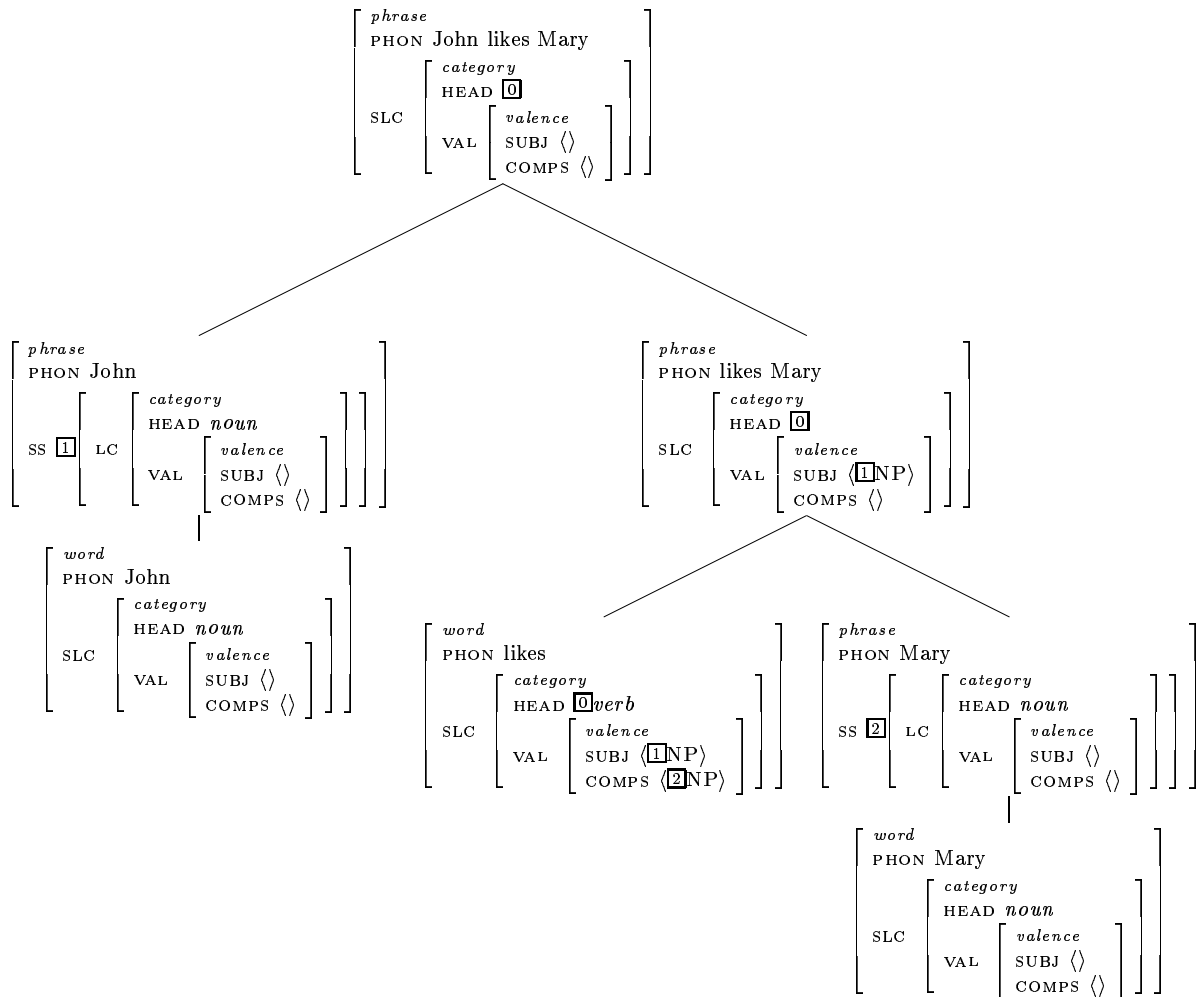 phrase
PHON John likes Mary
category
HEAD 0
SLC
valence
VAL
SUBJ ⟨⟩
COMPS ⟨⟩
phrase
PHON John
category
HEAD noun
SS 1 LC
valence
VAL
SUBJ ⟨⟩
COMPS ⟨⟩
phrase
PHON likes Mary
category
HEAD 0
SLC
valence
VAL
SUBJ ⟨1NP⟩
COMPS ⟨⟩
word
PHON John
category
HEAD noun
SLC
valence
VAL
SUBJ ⟨⟩
COMPS ⟨⟩
word
PHON likes
category
HEAD 0verb
SLC
valence
VAL
SUBJ ⟨1NP⟩
COMPS ⟨2NP⟩
phrase
PHON Mary
category
HEAD noun
SS 2 LC
valence
VAL
SUBJ ⟨⟩
COMPS ⟨⟩
word
PHON Mary
category
HEAD noun
SLC
valence
VAL
SUBJ ⟨⟩
COMPS ⟨⟩